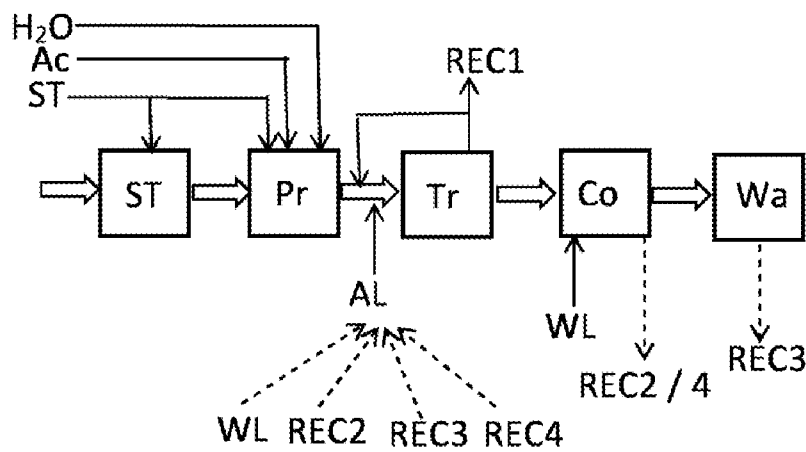 H₂O
Ac
ST
REC1
ST
Pr
Tr
Co
Wa
AL
WL
REC3
REC2 / 4
WL REC2 REC3 REC4